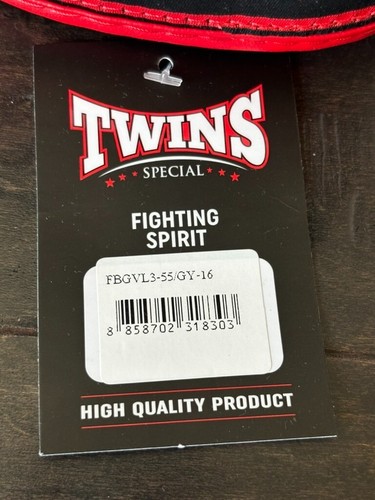 TWINS
SPECIAL
FIGHTING
SPIRIT
FBGVL3-55/GY-16
8 858702 318303
HIGH QUALITY PRODUCT